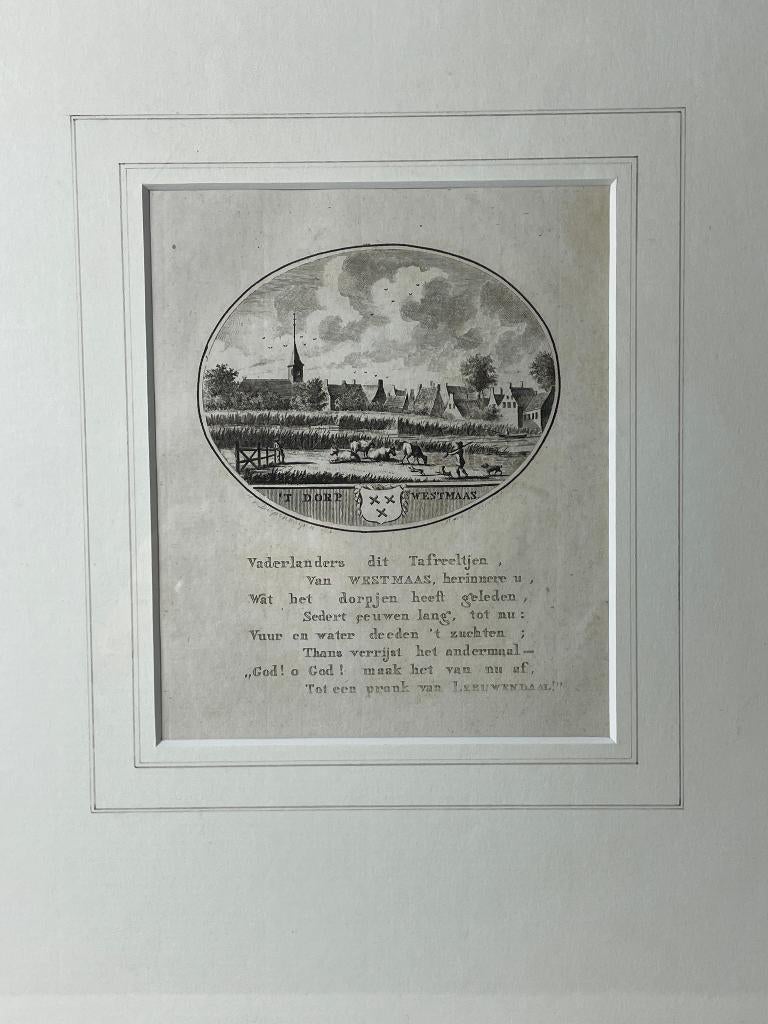 'T DORP WESTMAAS.
Vaderlanders dit Tafreeltjen,
Van WESTMAAS, herinnere u,
Wat het dorpjen heeft geleden,
Sedert eeuwen lang, tot nu:
Vuur en water deeden 't zuchten;
Thans verrijst het andermaal—
„God! o God! maak het van nu af,
Tot een pronk van LEEUWENDAAL!"